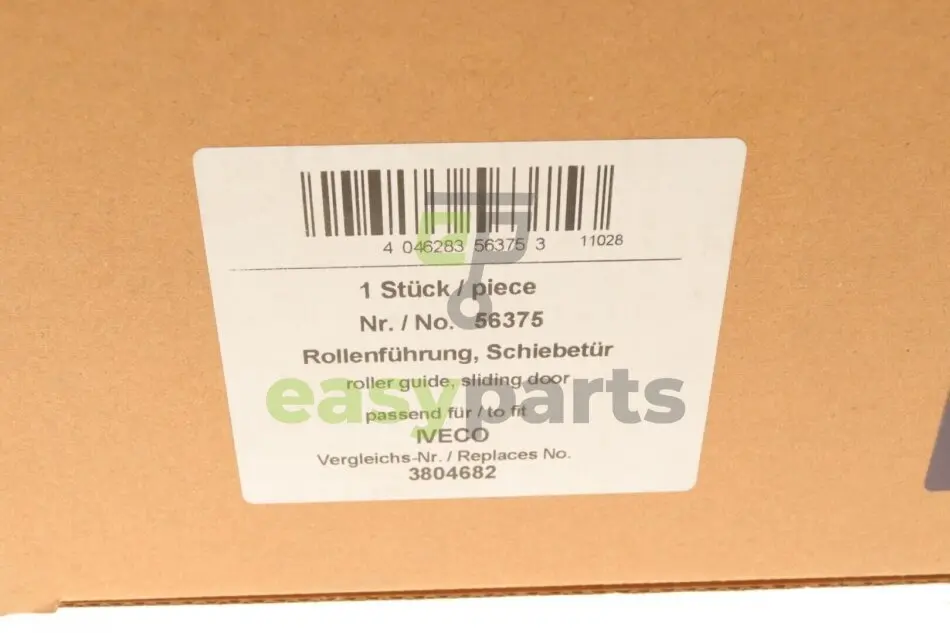 4 046283 56375 3 11028
1 Stück / piece
Nr. / No. 56375
Rollenführung, Schiebetür
roller guide, sliding door
easyparts
passend für / to fit
IVECO
Vergleichs-Nr. / Replaces No.
3804682